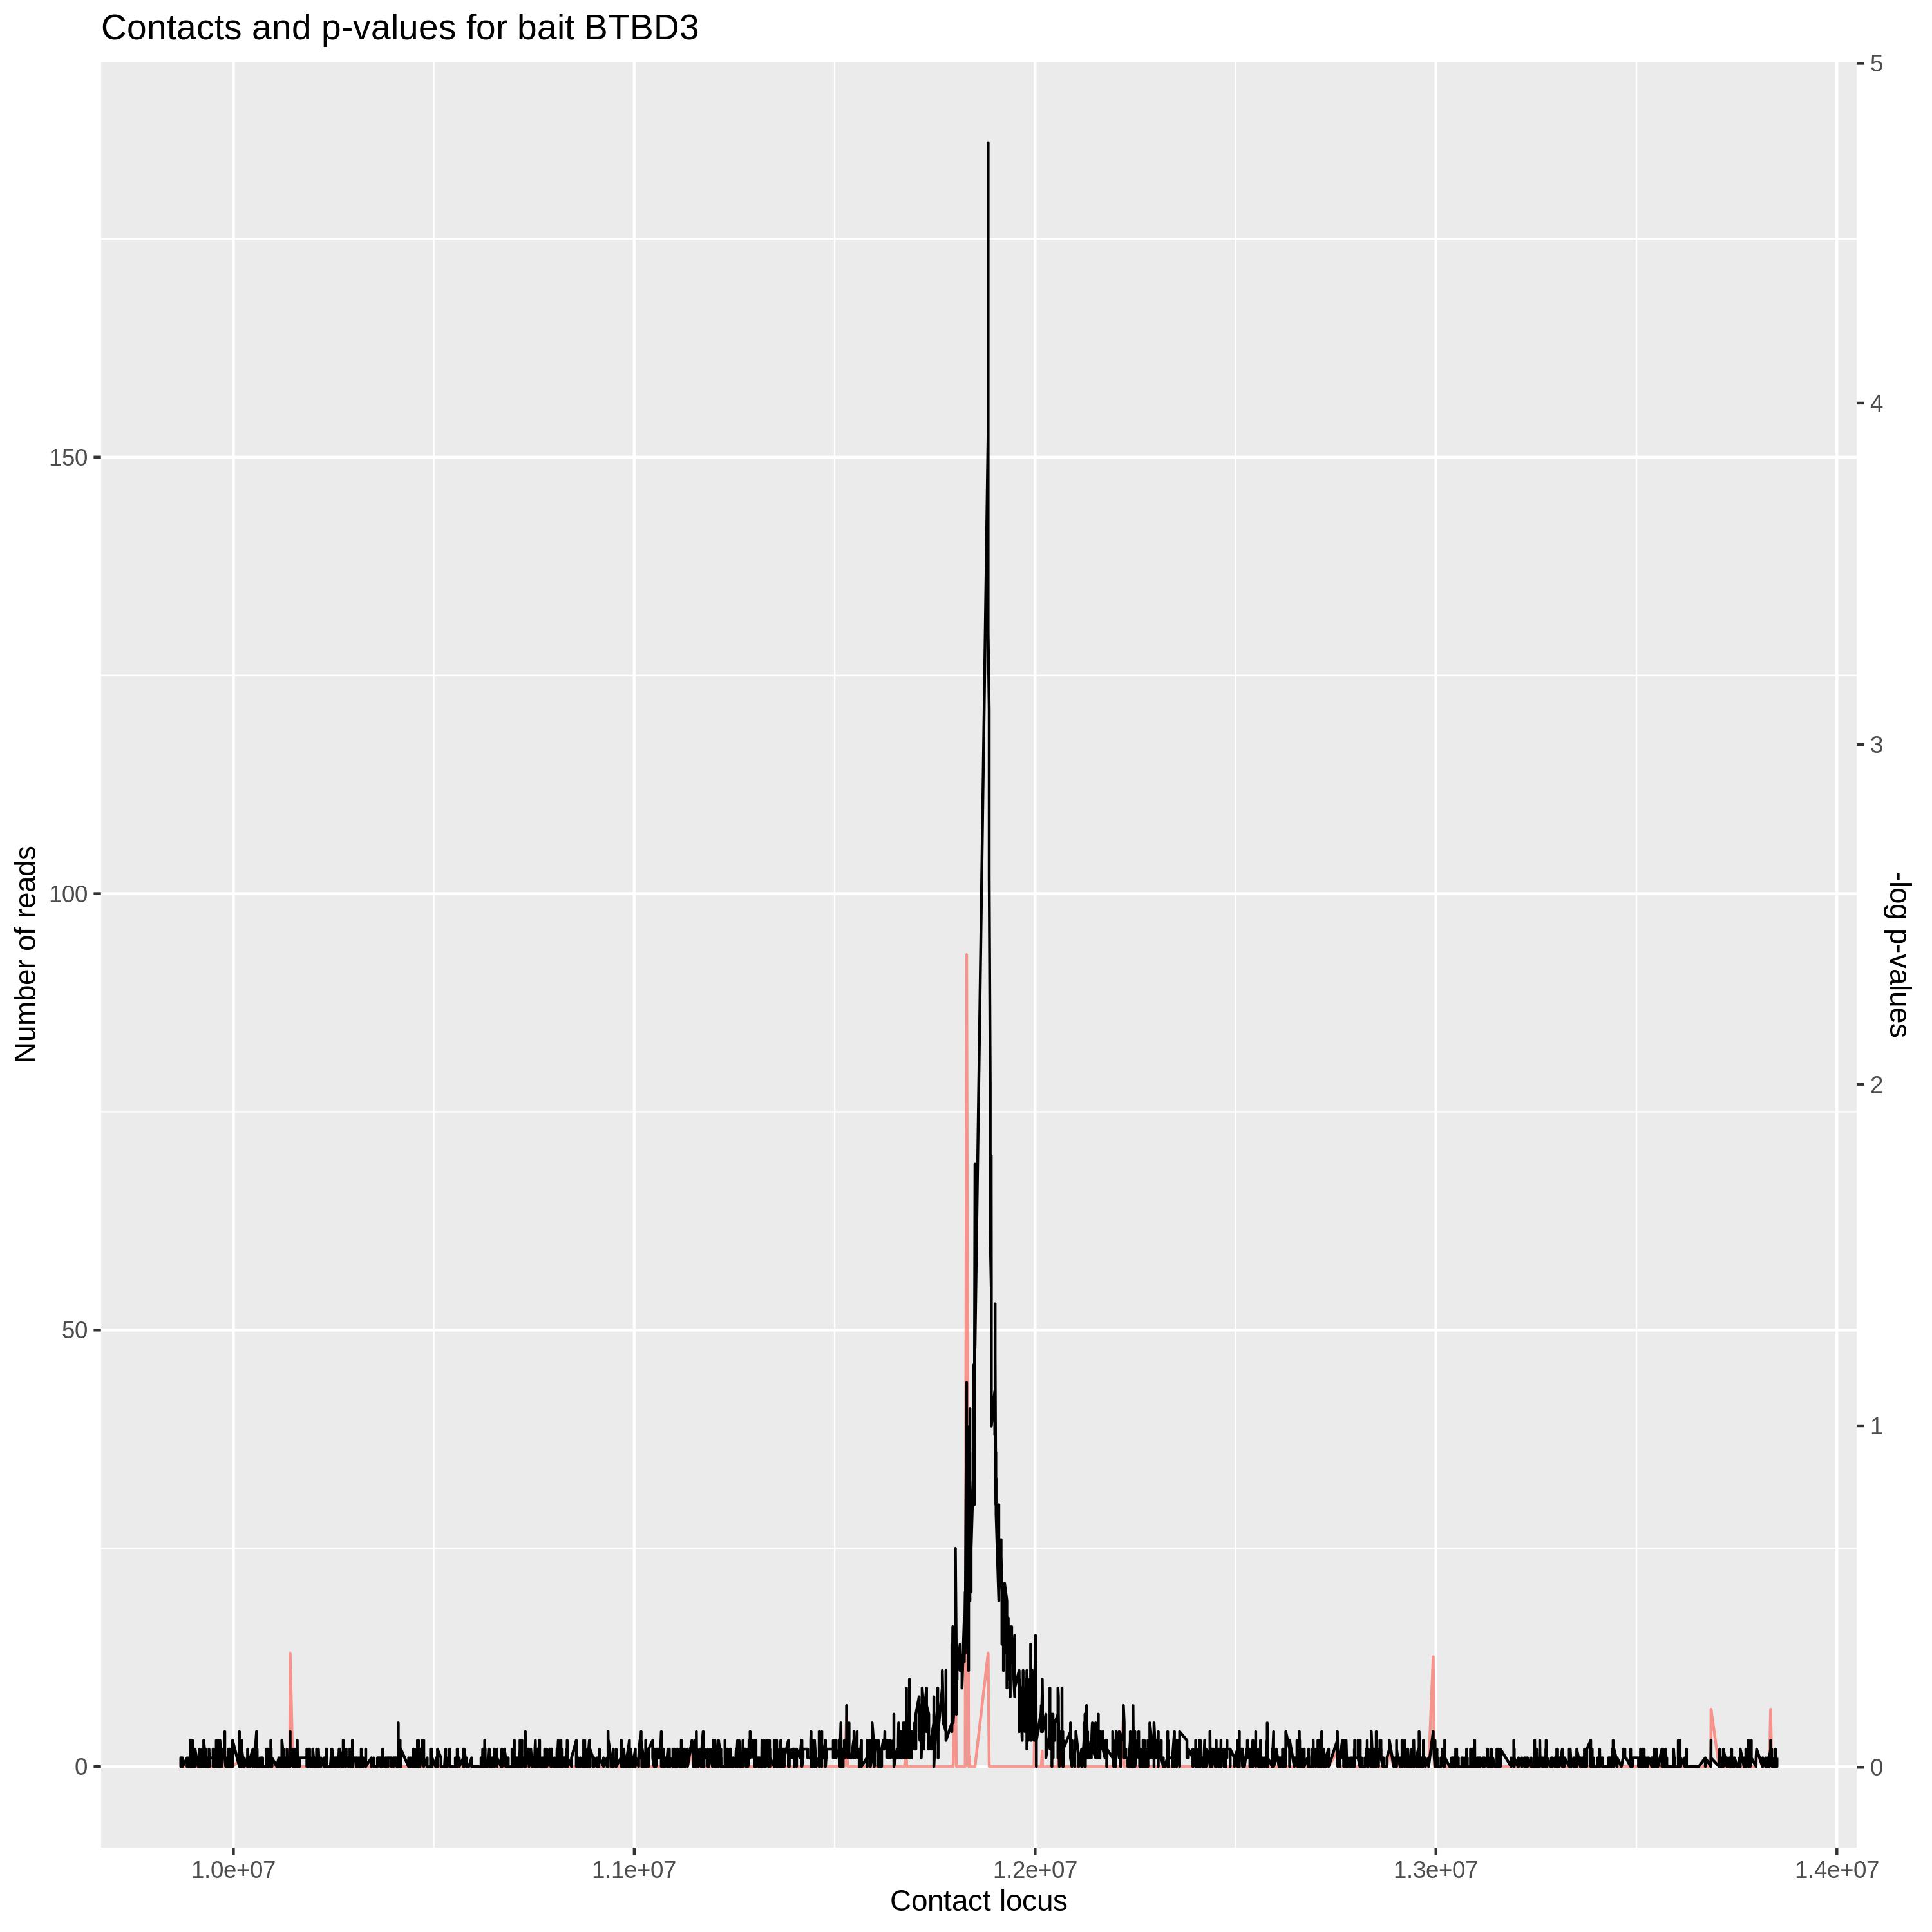 Contacts and p-values for bait BTBD3
5
4
3
2
1
0
-log p-values
150
100
50
0
Number of reads
1.0e+07
1.1e+07
1.2e+07
1.3e+07
1.4e+07
Contact locus